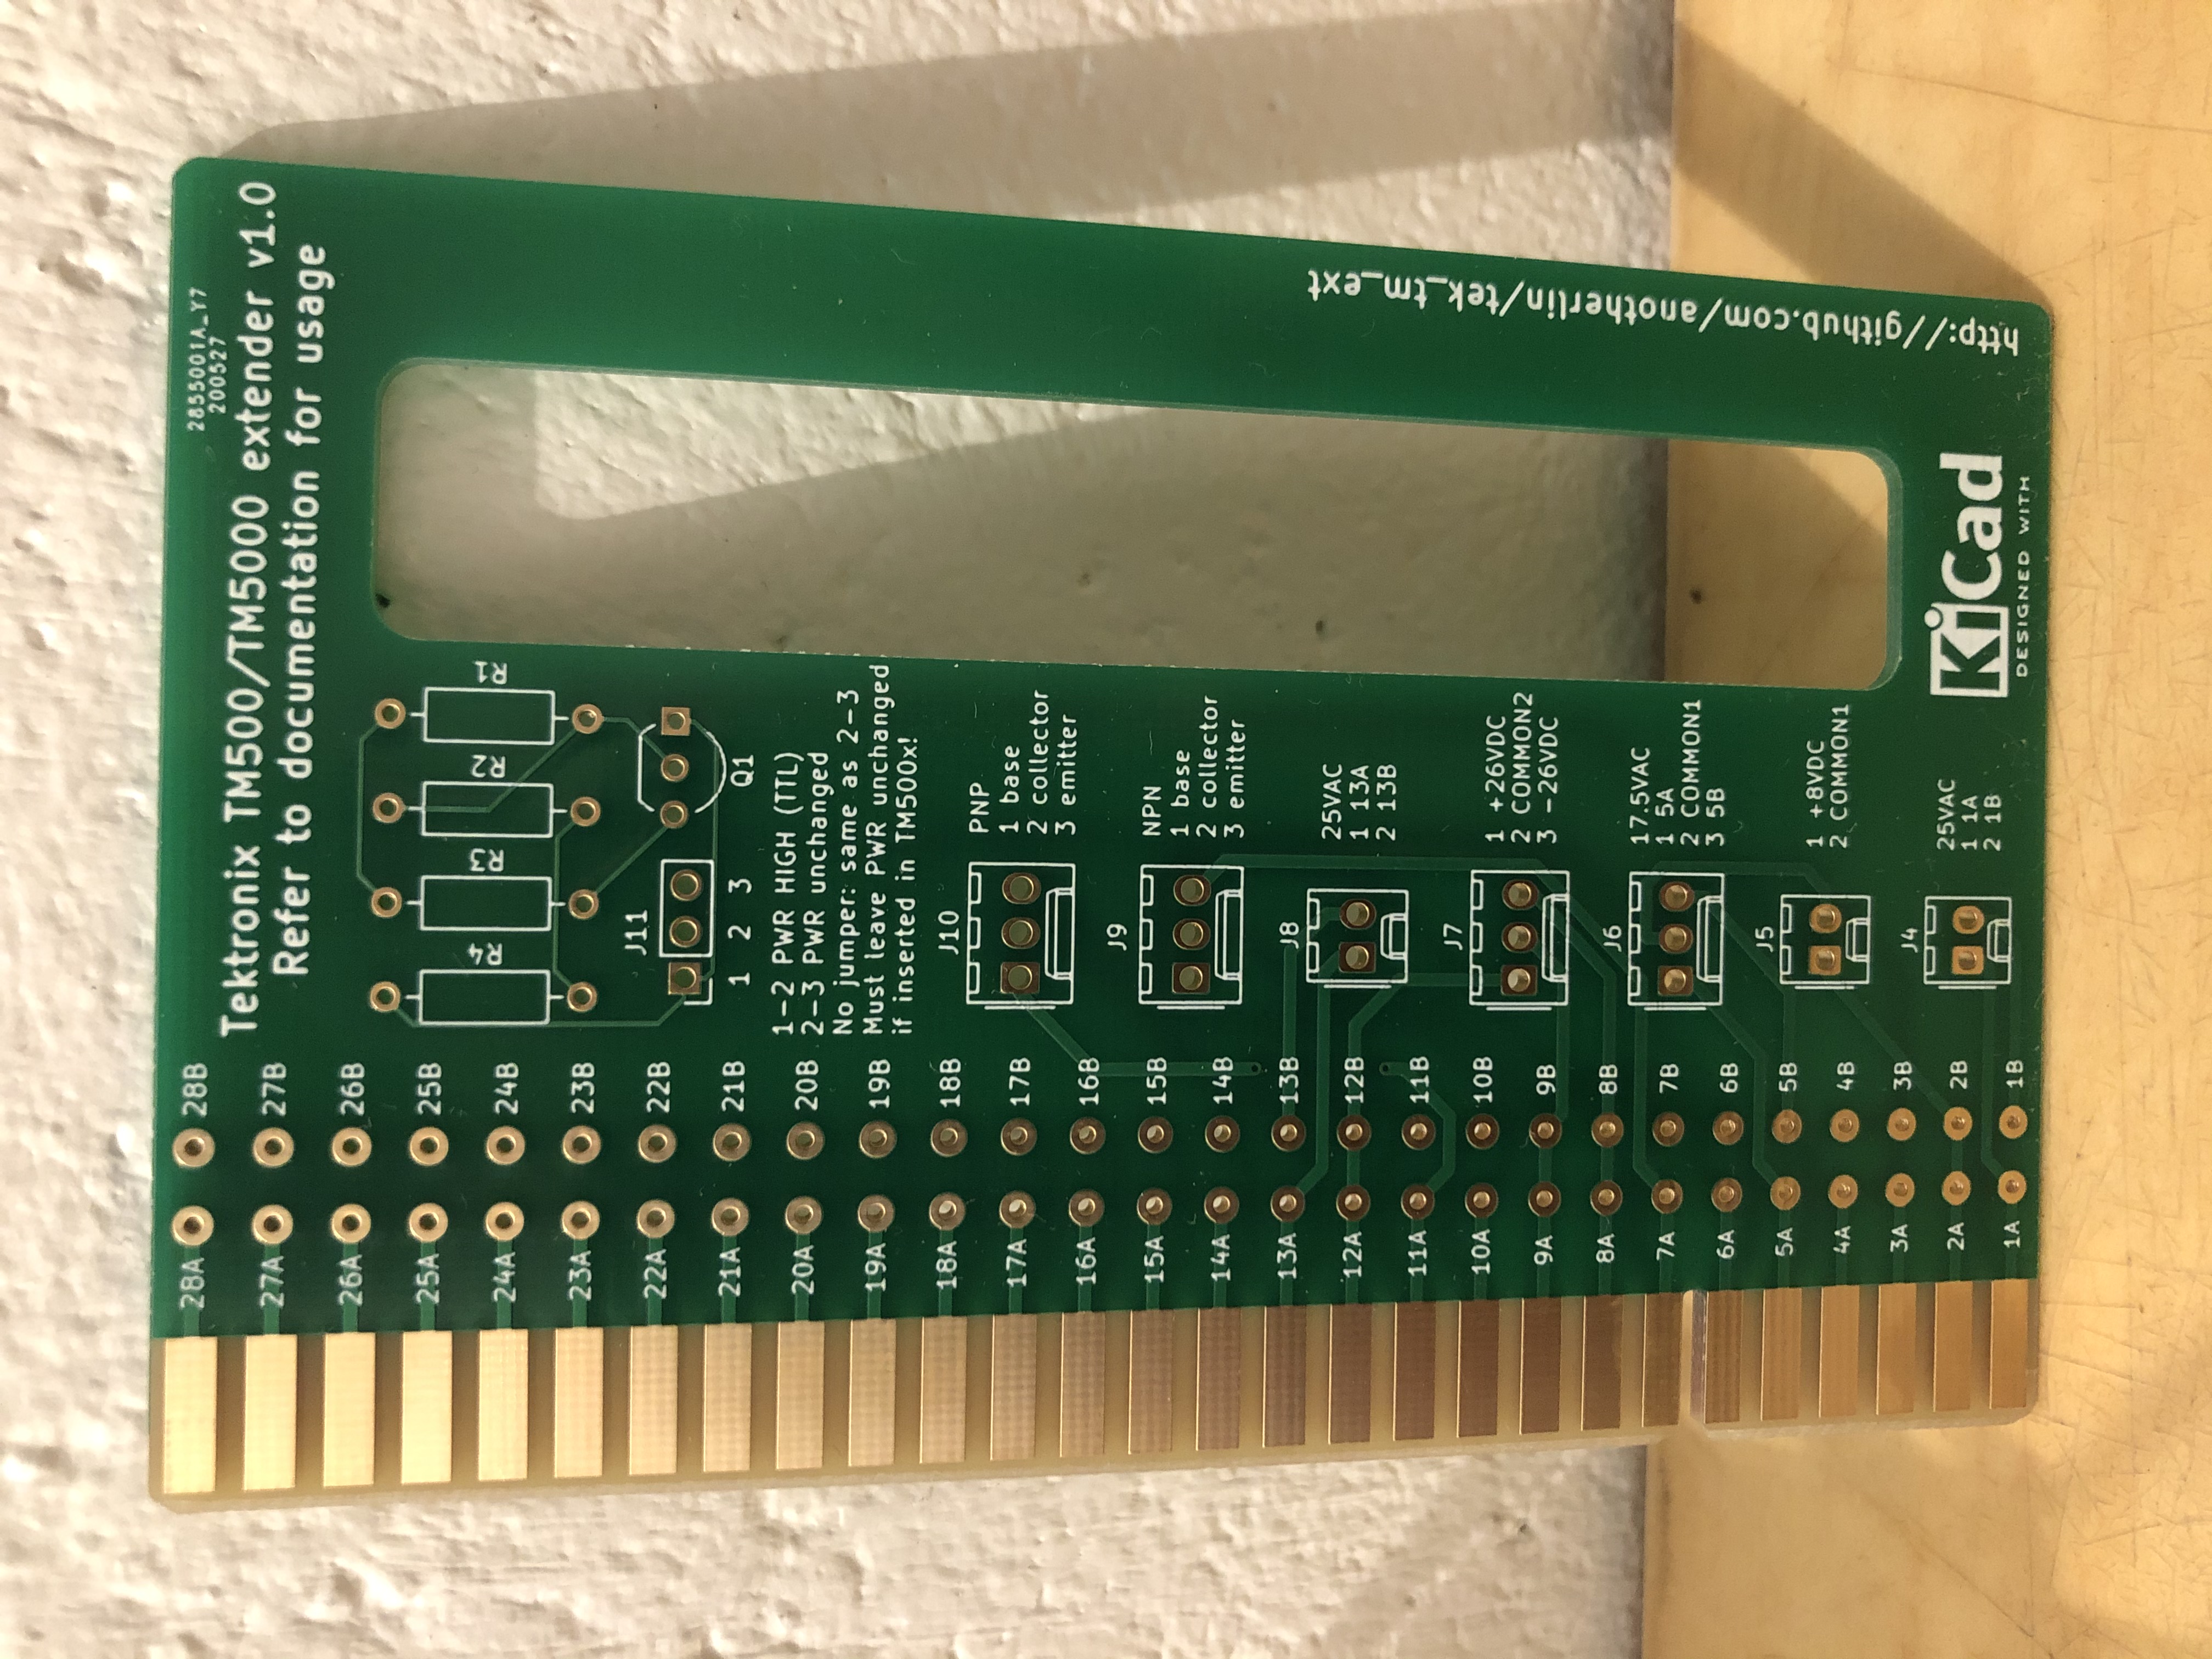 2855001A_Y7
200527
Tektronix TM500/TM5000 extender v1.0
Refer to documentation for usage
28A 28B
27A 27B
26A 26B
25A 25B
24A 24B
23A 23B
22A 22B
21A 21B
20A 20B
19A 19B
18A 18B
17A 17B
16A 16B
15A 15B
14A 14B
13A 13B
12A 12B
11A 11B
10A 10B
9A 9B
8A 8B
7A 7B
6A 6B
5A 5B
4A 4B
3A 3B
2A 2B
1A 1B
R4 R3 R2 R1
J11
1 2 3 Q1
1-2 PWR HIGH (TTL)
2-3 PWR unchanged
No jumper: same as 2-3
Must leave PWR unchanged
if inserted in TM500x!
J10
PNP
1 base
2 collector
3 emitter
J9
NPN
1 base
2 collector
3 emitter
J8
25VAC
1 13A
2 13B
J7
1 +26VDC
2 COMMON2
3 -26VDC
J6
17.5VAC
1 5A
2 COMMON1
3 5B
J5
1 +8VDC
2 COMMON1
J4
25VAC
1 1A
2 1B
KiCad
DESIGNED WITH
http://github.com/anotherlin/tek_tm_ext